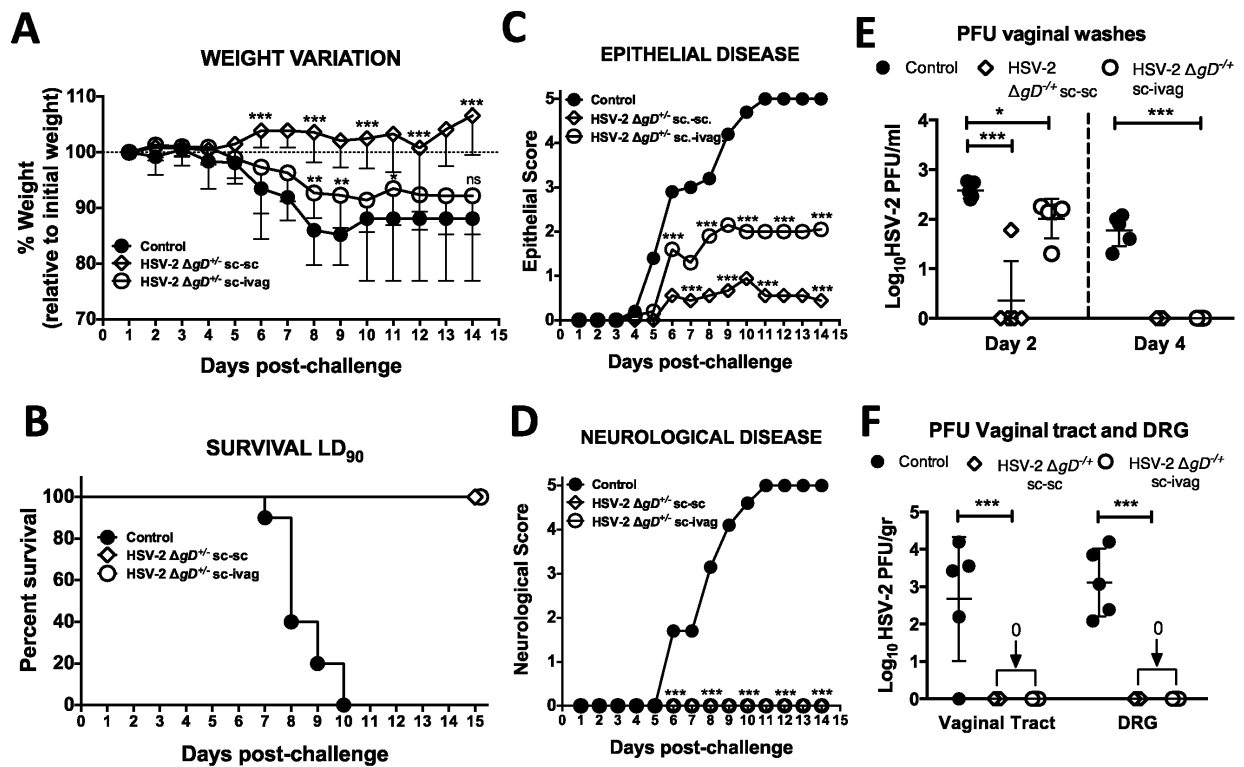 A
WEIGHT VARIATION
% Weight
(relative to initial weight)
110
100
90
80
70
***
***
***
***
***
**
**
*
ns
Control
HSV-2 ΔgD+/- sc-sc
HSV-2 ΔgD+/- sc-ivag
0 1 2 3 4 5 6 7 8 9 10 11 12 13 14 15
Days post-challenge
B
SURVIVAL LD90
Percent survival
100
80
60
40
20
0
Control
HSV-2 ΔgD+/- sc-sc
HSV-2 ΔgD+/- sc-ivag
0 1 2 3 4 5 6 7 8 9 10 11 12 13 14 15
Days post-challenge
C
EPITHELIAL DISEASE
Epithelial Score
5
4
3
2
1
0
Control
HSV-2 ΔgD+/- sc.-sc.
HSV-2 ΔgD+/- sc.-ivag
*** *** *** *** ***
*** *** *** *** ***
0 1 2 3 4 5 6 7 8 9 10 11 12 13 14 15
Days post-challenge
D
NEUROLOGICAL DISEASE
Neurological Score
5
4
3
2
1
0
Control
HSV-2 ΔgD+/- sc-sc
HSV-2 ΔgD+/- sc-ivag
*** *** *** *** ***
0 1 2 3 4 5 6 7 8 9 10 11 12 13 14 15
Days post-challenge
E
PFU vaginal washes
Control
HSV-2
ΔgD-/+ sc-sc
HSV-2 ΔgD-/+
sc-ivag
Log10HSV-2 PFU/ml
4
3
2
1
0
*
***
***
Day 2
Day 4
F
PFU Vaginal tract and DRG
Control
HSV-2 ΔgD-/+
sc-sc
HSV-2 ΔgD-/+
sc-ivag
Log10 HSV-2 PFU/gr
5
4
3
2
1
0
***
***
0
0
Vaginal Tract
DRG